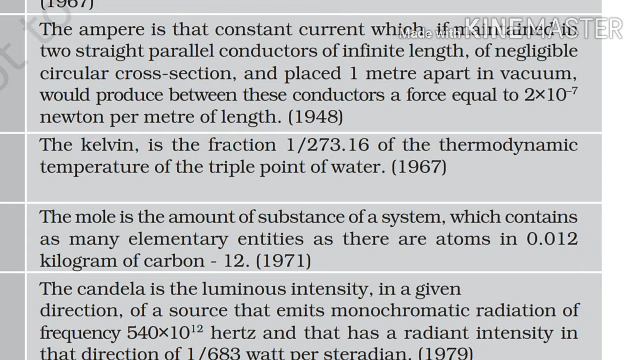 (1967)
The ampere is that constant current which, if maintained in
Made with KINEMASTER
two straight parallel conductors of infinite length, of negligible
circular cross-section, and placed 1 metre apart in vacuum,
would produce between these conductors a force equal to 2×10⁻⁷
newton per metre of length. (1948)
The kelvin, is the fraction 1/273.16 of the thermodynamic
temperature of the triple point of water. (1967)
The mole is the amount of substance of a system, which contains
as many elementary entities as there are atoms in 0.012
kilogram of carbon - 12. (1971)
The candela is the luminous intensity, in a given
direction, of a source that emits monochromatic radiation of
frequency 540×10¹² hertz and that has a radiant intensity in
that direction of 1/683 watt per steradian. (1979)